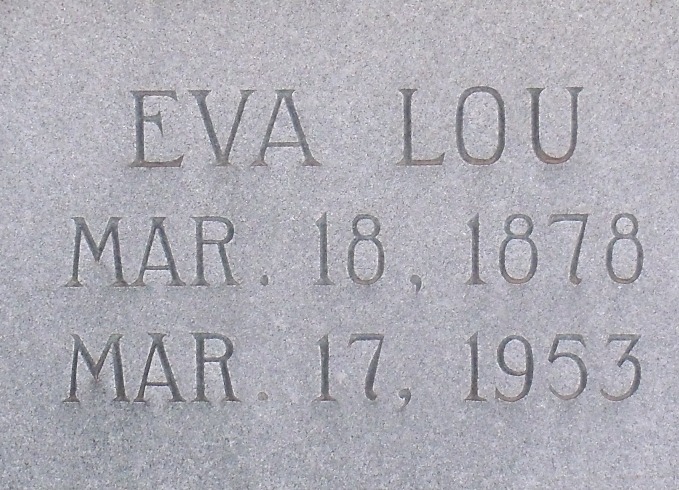 EVA LOU
MAR. 18, 1878
MAR. 17, 1953